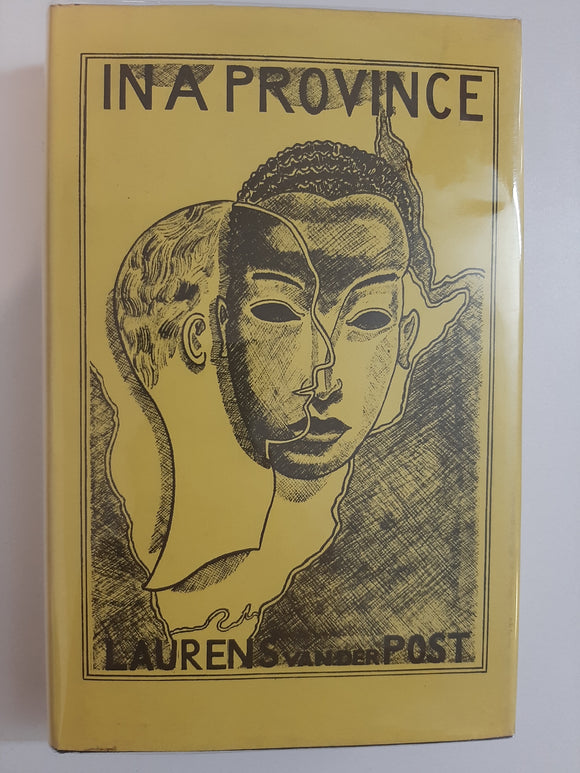 IN A PROVINCE
LAURENS VAN DER POST